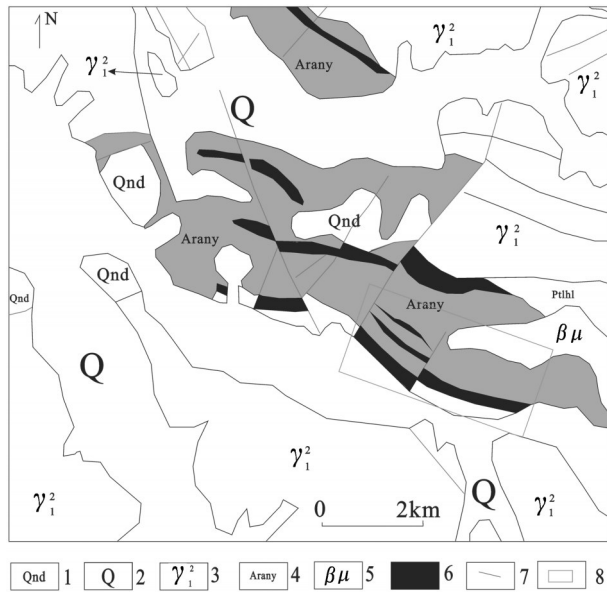 N
γ₁²
γ₁²
γ₁²
Arany
Q
Qnd
Qnd
γ₁²
Arany
Qnd
Qnd
Arany
Ptlhl
βμ
Q
γ₁²
γ₁²
Q
γ₁²
0 2km
Qnd 1 Q 2 γ₁² 3 Arany 4 βμ 5 6 7 8